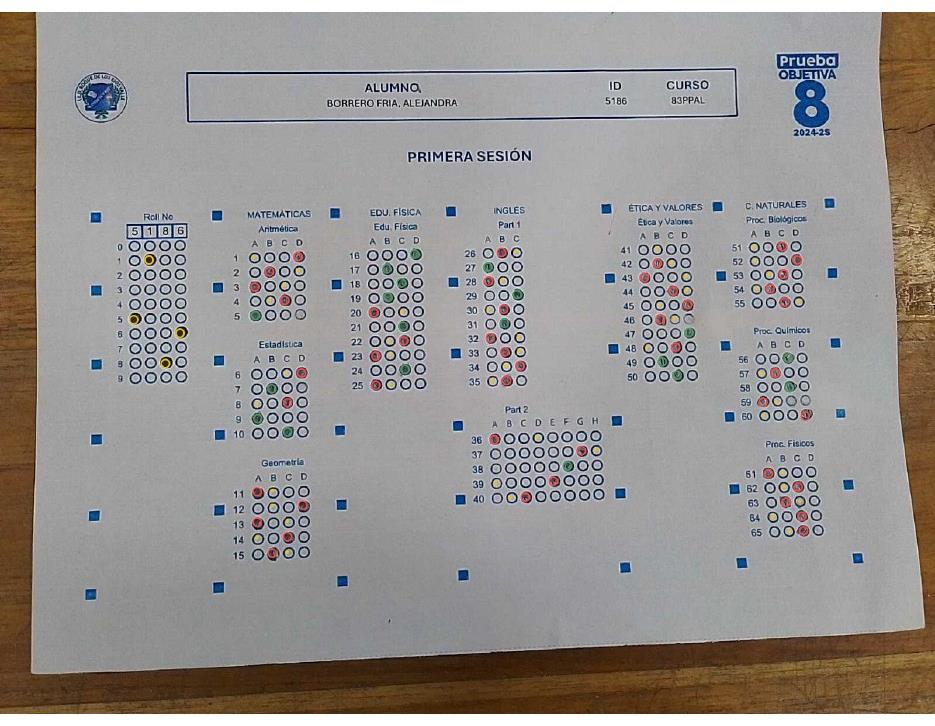 Prueba
OBJETIVA
8
2024-2S
ALUMNO,
BORRERO FRIA, ALEJANDRA
ID
5186
CURSO
83PPAL
PRIMERA SESIÓN
Roll No
5 1 8 6
0
1
2
3
4
5
6
7
8
9
MATEMÁTICAS
Aritmética
A B C D
1
2
3
4
5
Estadística
A B C D
6
7
8
9
10
Geometría
A B C D
11
12
13
14
15
EDU. FÍSICA
Edu. Física
A B C D
16
17
18
19
20
21
22
23
24
25
INGLÉS
Part 1
A B C
26
27
28
29
30
31
32
33
34
35
Part 2
A B C D E F G H
36
37
38
39
40
ÉTICA Y VALORES
Ética y Valores
A B C D
41
42
43
44
45
46
47
48
49
50
C. NATURALES
Proc. Biológicos
A B C D
51
52
53
54
55
Proc. Químicos
A B C D
56
57
58
59
60
Proc. Físicos
A B C D
61
62
63
64
65